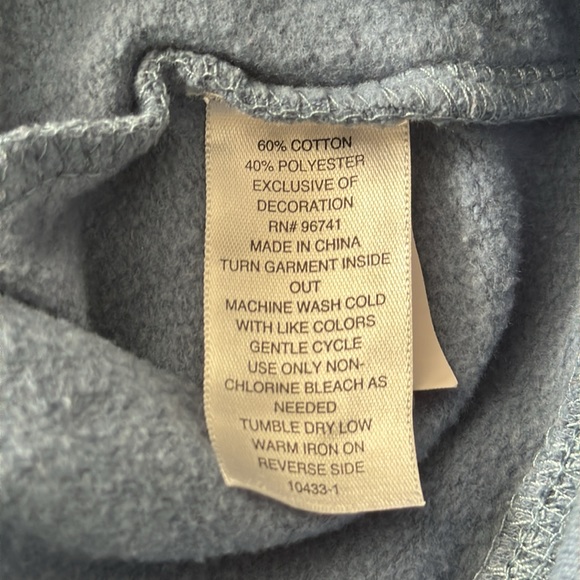 60% COTTON
40% POLYESTER
EXCLUSIVE OF
DECORATION
RN# 96741
MADE IN CHINA
TURN GARMENT INSIDE
OUT
MACHINE WASH COLD
WITH LIKE COLORS
GENTLE CYCLE
USE ONLY NON-
CHLORINE BLEACH AS
NEEDED
TUMBLE DRY LOW
WARM IRON ON
REVERSE SIDE
10433-1